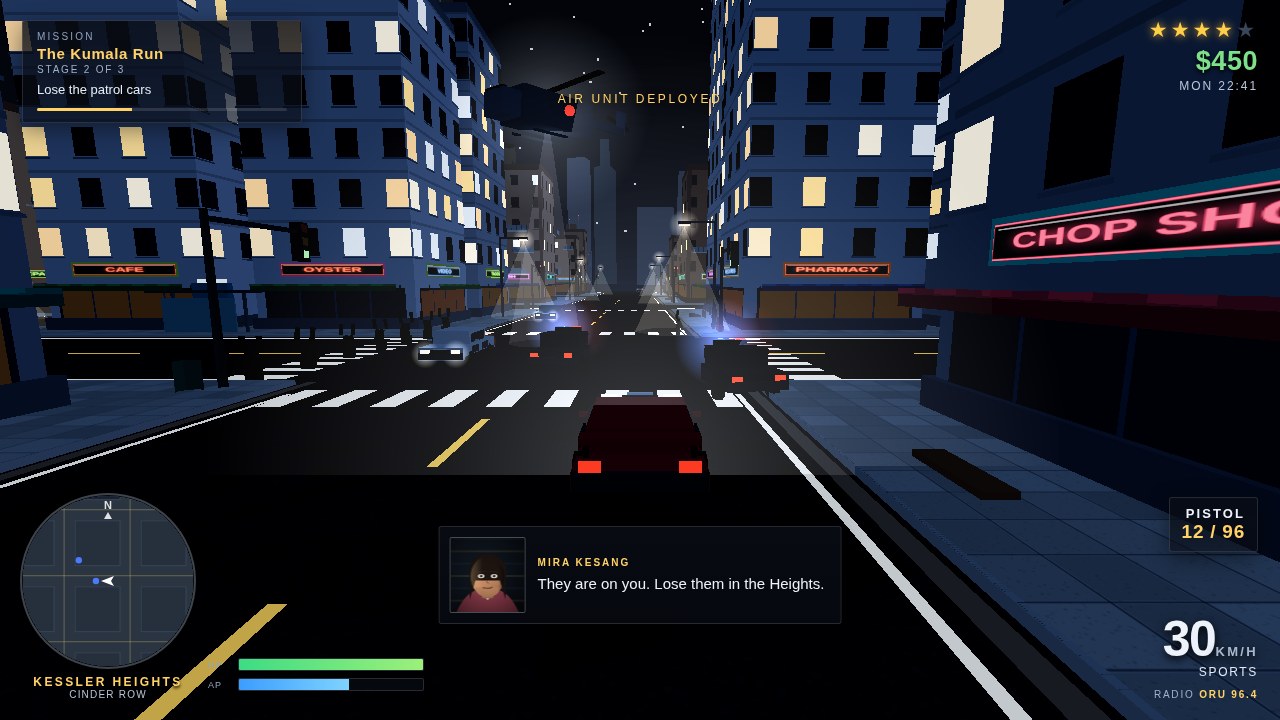 MISSION
The Kumala Run
STAGE 2 OF 3
Lose the patrol cars
$450
MON 22:41
AIR UNIT DEPLOYED
CHOP SHO
CAFE
OYSTER
VIDEO
PHARMACY
N
KESSLER HEIGHTS
CINDER ROW
AP
MIRA KESANG
They are on you. Lose them in the Heights.
PISTOL
12 / 96
30 KM/H
SPORTS
RADIO ORU 96.4